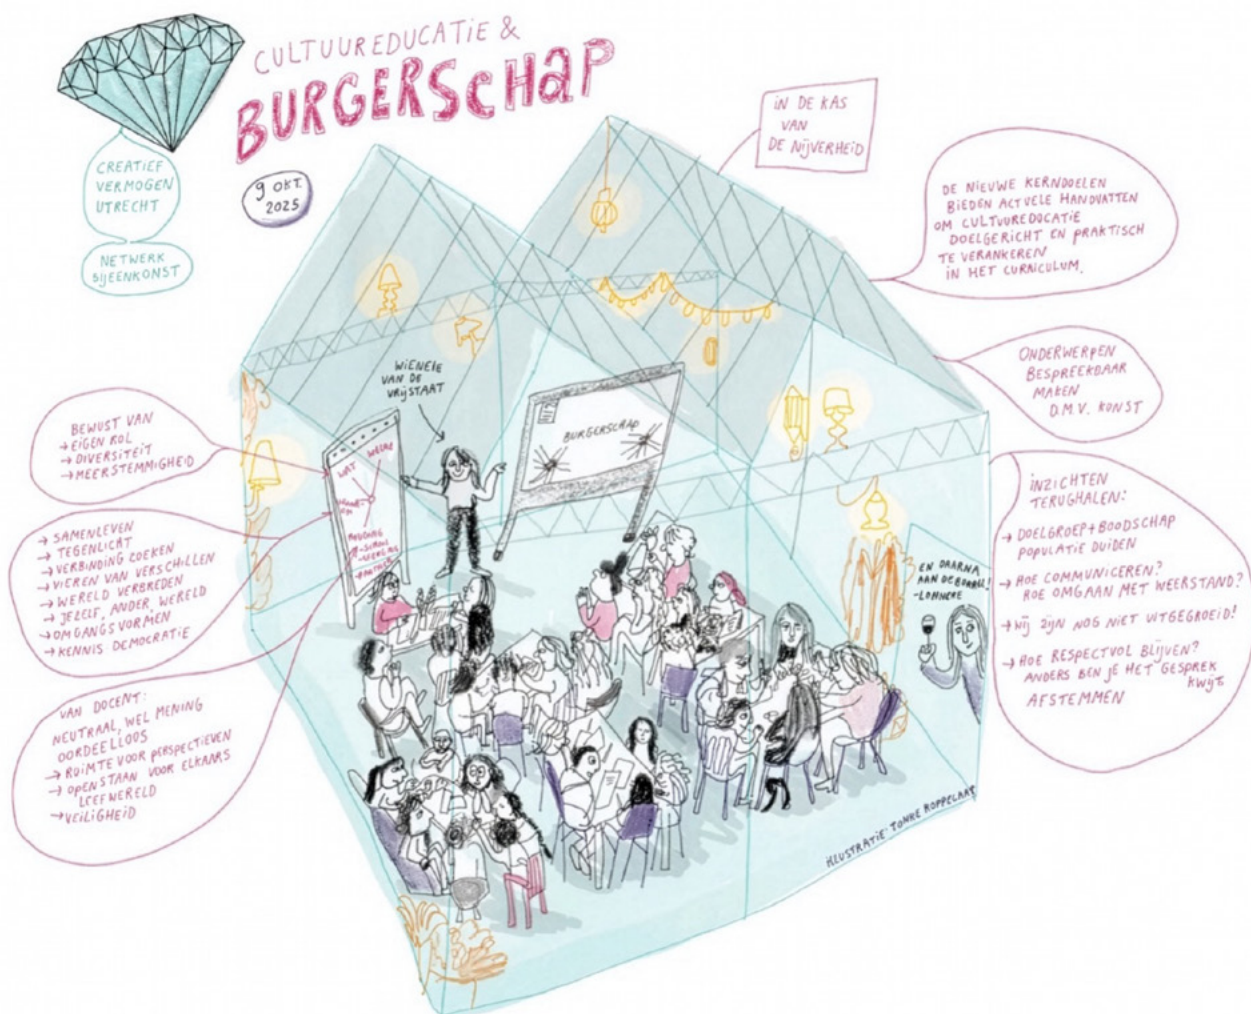 CULTUUREDUCATIE &
BURGERSCHAP
9 OKT.
2025
CREATIEF
VERMOGEN
UTRECHT
NETWERK
BIJEENKONST
IN DE KAS
VAN
DE NIJVERHEID
DE NIEUWE KERNDOELEN
BIEDEN ACTUELE HANDVATTEN
OM CULTUUREDUCATIE
DOELGERICHT EN PRAKTISCH
TE VERANKEREN
IN HET CURRICULUM.
ONDERWERPEN
BESPREEKBAAR
MAKEN
D.M.V. KUNST
WIENEKE
VAN DE
VRIJSTAAT
BURGERSCHAP
WAT
WELKE
BEWUST VAN
→ EIGEN ROL
→ DIVERSITEIT
→ MEERSTEMMIGHEID
→ SAMENLEVEN
→ TEGENLICHT
→ VERBINDING ZOEKEN
→ VIEREN VAN VERSCHILLEN
→ WERELD VERBREDEN
→ JEZELF, ANDER, WERELD
→ OMGANGSVORMEN
→ KENNIS: DEMOCRATIE
VAN DOCENT:
NEUTRAAL, WEL MENING
OORDEELLOOS
→ RUIMTE VOOR PERSPECTIEVEN
→ OPENSTAAN VOOR ELKAARS
LEEFWERELD
→ VEILIGHEID
INZICHTEN
TERUGHALEN:
→ DOELGROEP + BOODSCHAP
POPULATIE DUIDEN
→ HOE COMMUNICEREN?
HOE OMGAAN MET WEERSTAND?
→ WIJ ZIJN NOG NIET UITGEGROEID!
→ HOE RESPECTVOL BLIJVEN?
ANDERS BEN JE HET GESPREK
KWIJT
AFSTEMMEN
EN DAARNA
AAN DE BORREL!
ILLUSTRATIE: TOMKE KOPPELAAR